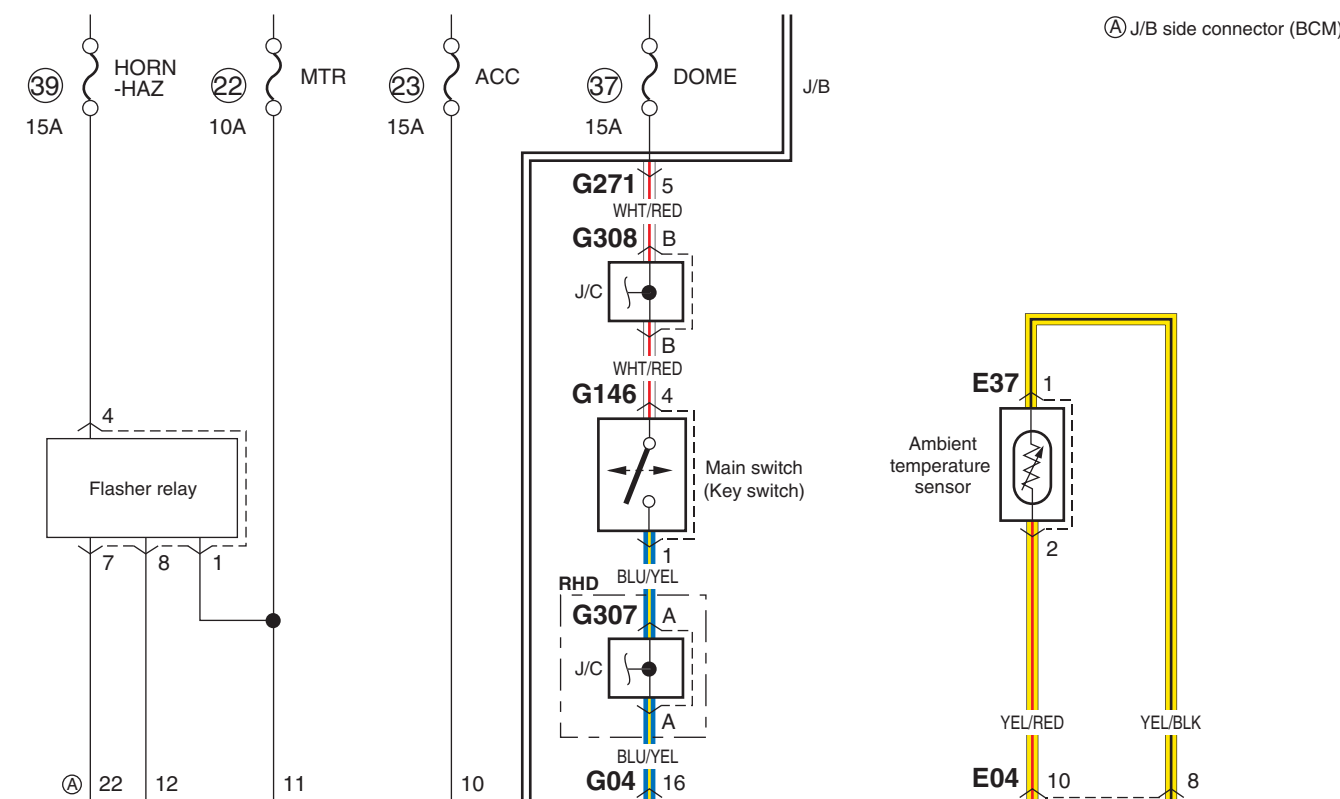 Ⓐ J/B side connector (BCM)
HORN
-HAZ
39
15A
MTR
22
10A
ACC
23
15A
DOME
37
15A
J/B
G271 5
WHT/RED
G308 B
J/C
B
WHT/RED
G146 4
Main switch
(Key switch)
1
BLU/YEL
RHD
G307 A
J/C
A
BLU/YEL
G04 16
4
Flasher relay
7 8 1
Ⓐ 22 12 11 10
E37 1
Ambient
temperature
sensor
2
YEL/RED YEL/BLK
E04 10 8